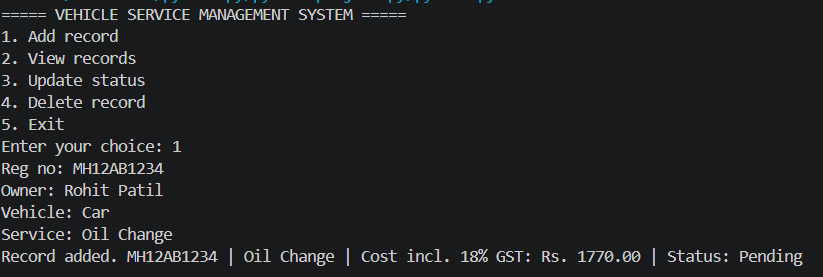 ===== VEHICLE SERVICE MANAGEMENT SYSTEM =====
1. Add record
2. View records
3. Update status
4. Delete record
5. Exit
Enter your choice: 1
Reg no: MH12AB1234
Owner: Rohit Patil
Vehicle: Car
Service: Oil Change
Record added. MH12AB1234 | Oil Change | Cost incl. 18% GST: Rs. 1770.00 | Status: Pending